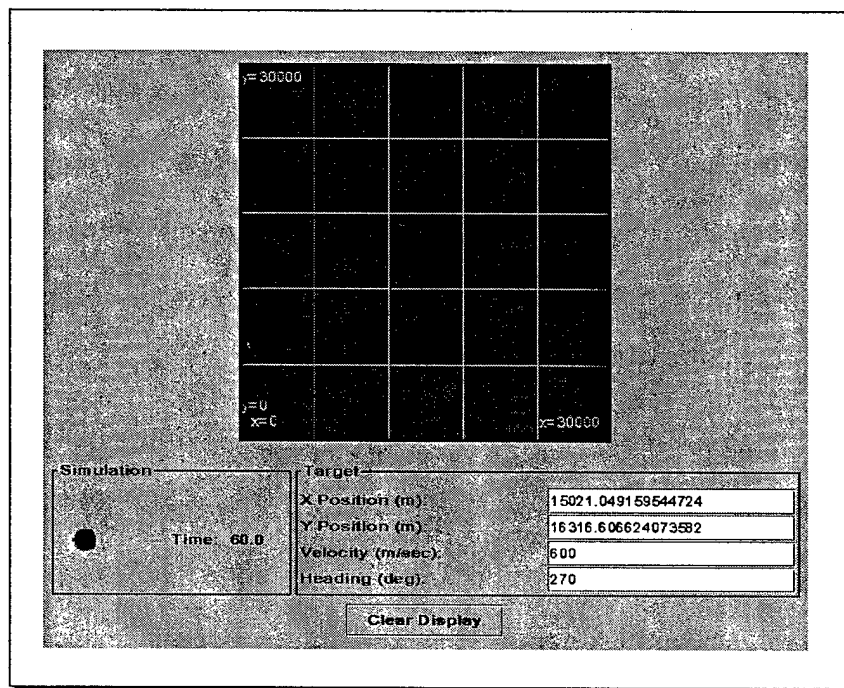 y=30000
y=0
x=0 x=30000
Simulation
Time: 60.0
Target
X Position (m):
15021.049159544724
Y Position (m):
16316.606624073582
Velocity (m/sec):
600
Heading (deg):
270
Clear Display